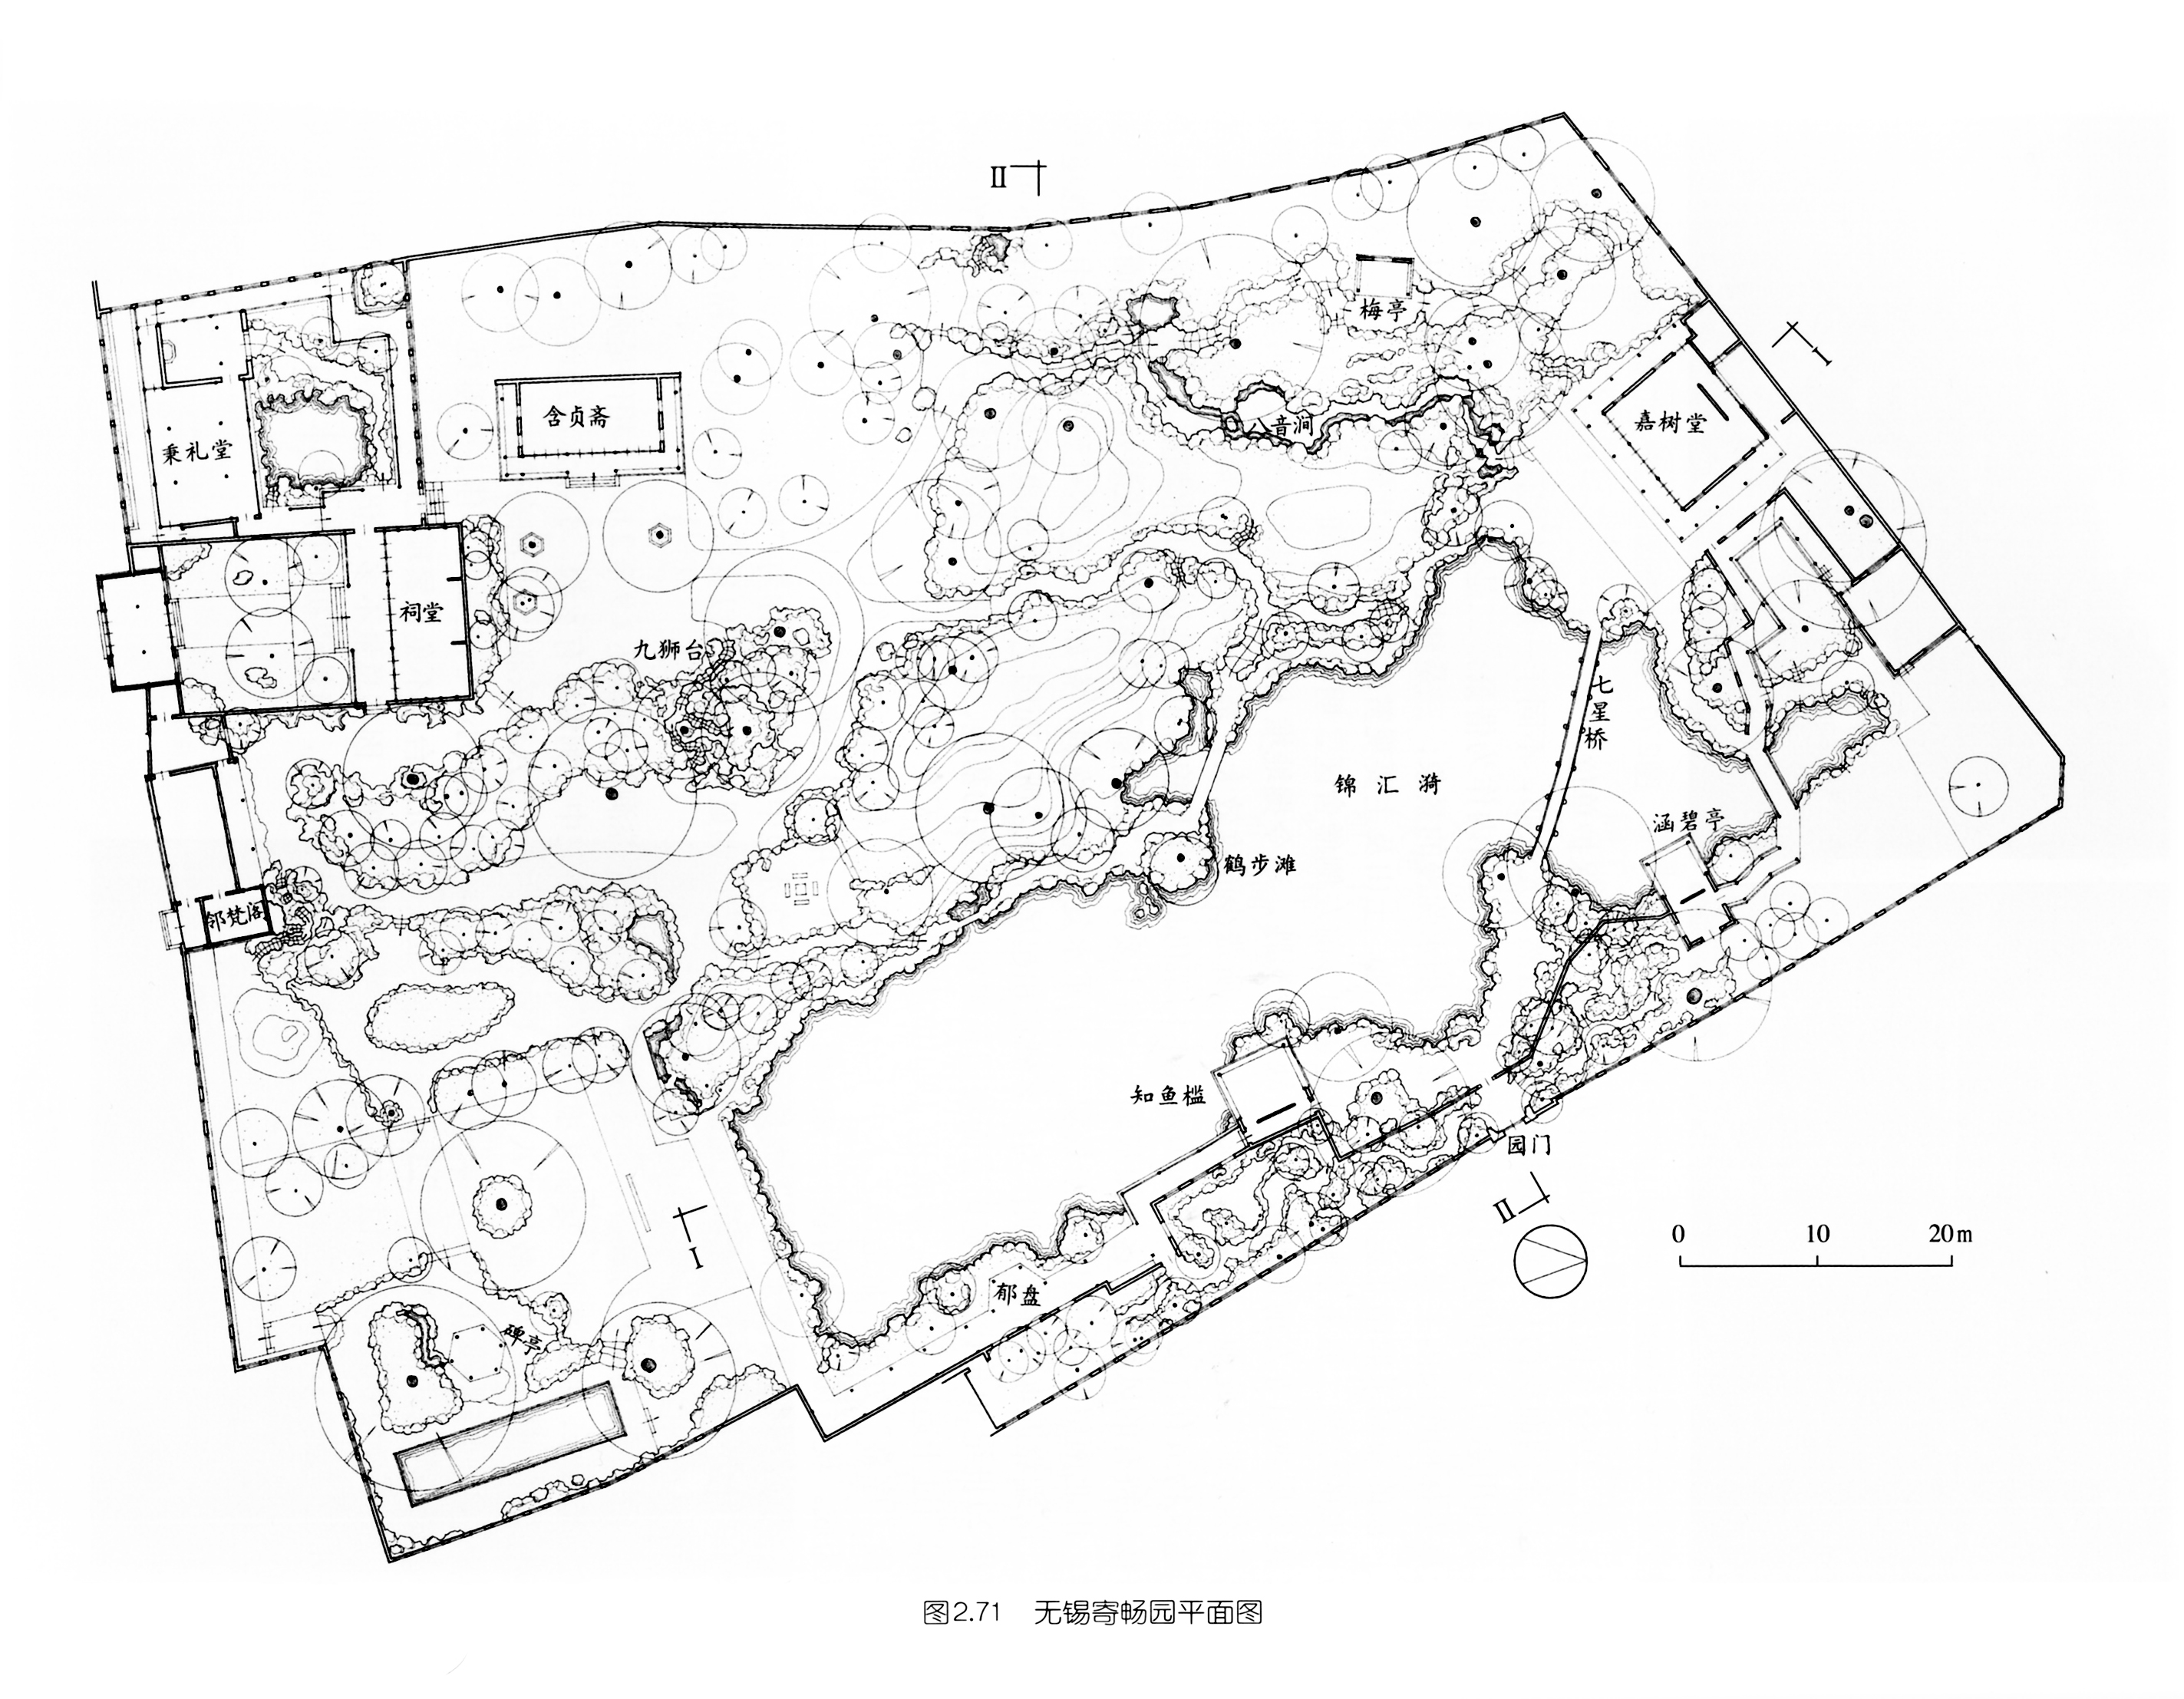 II
梅亭
I
含贞斋
嘉树堂
八音涧
秉礼堂
祠堂
九狮台
七星桥
锦汇漪
涵碧亭
鹤步滩
邻梵阁
知鱼槛
园门
II
I
0 10 20m
郁盘
碑亭
图2.71 无锡寄畅园平面图